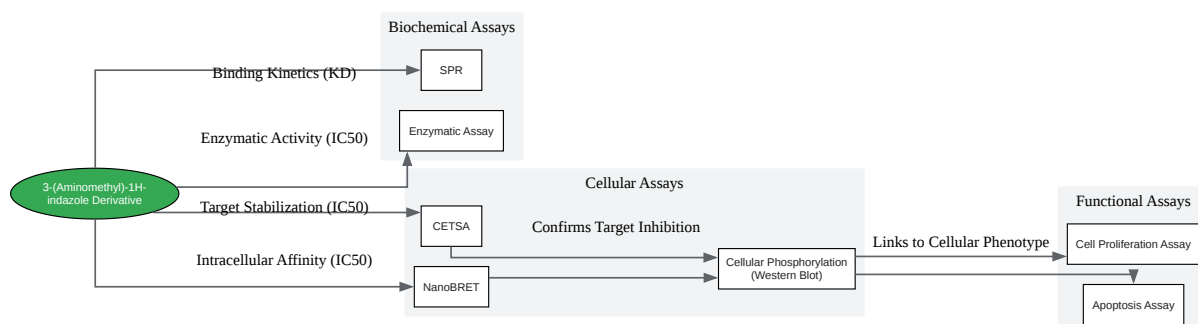 Biochemical Assays
SPR
Binding Kinetics (KD)
Enzymatic Assay
Enzymatic Activity (IC50)
3-(Aminomethyl)-1H-
indazole Derivative
Cellular Assays
Target Stabilization (IC50)
CETSA
Confirms Target Inhibition
Intracellular Affinity (IC50)
NanoBRET
Cellular Phosphorylation
(Western Blot)
Links to Cellular Phenotype
Functional Assays
Cell Proliferation Assay
Apoptosis Assay